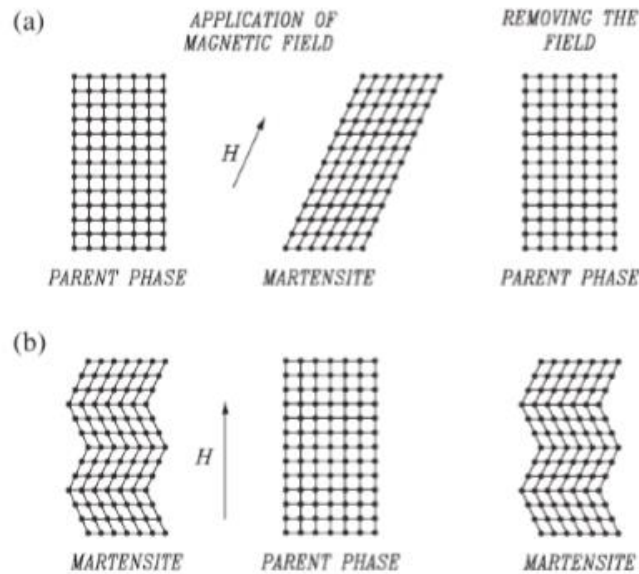 (a)
APPLICATION OF
MAGNETIC FIELD
REMOVING THE
FIELD
H
PARENT PHASE
MARTENSITE
PARENT PHASE
(b)
H
MARTENSITE
PARENT PHASE
MARTENSITE